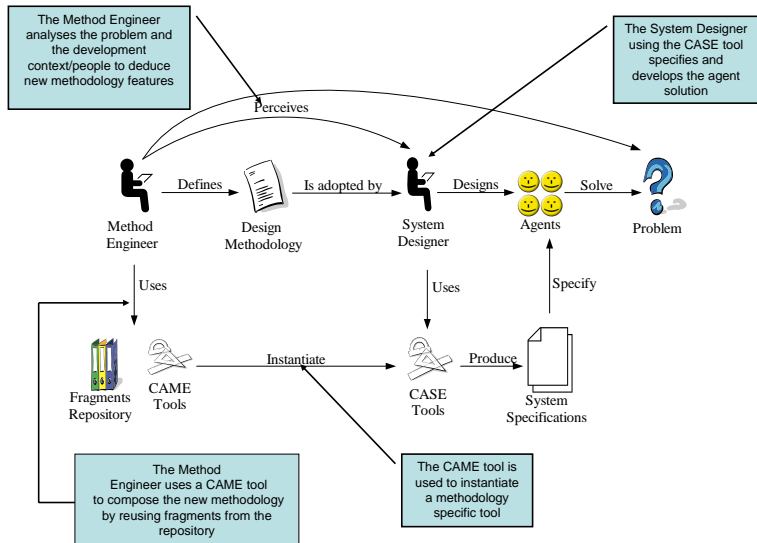 The Method Engineer
analyses the problem and
the development
context/people to deduce
new methodology features
The System Designer
using the CASE tool
specifies and
develops the agent
solution
Perceives
Defines
Is adopted by
Designs
Solve
Method
Engineer
Design
Methodology
System
Designer
Agents
Problem
Uses
Uses
Specify
Fragments
Repository
CAME
Tools
Instantiate
CASE
Tools
Produce
System
Specifications
The Method
Engineer uses a CAME tool
to compose the new methodology
by reusing fragments from the
repository
The CAME tool is
used to instantiate
a methodology
specific tool